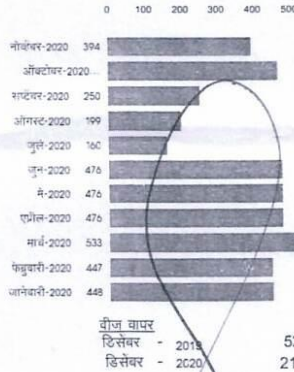 0 100 200 300 400 500
नोव्हेंबर-2020 394
ऑक्टोबर-2020...
सप्टेंबर-2020 250
ऑगस्ट-2020 199
जुलै-2020 160
जुन-2020 476
मे-2020 476
एप्रील-2020 476
मार्च-2020 533
फेब्रुवारी-2020 447
जानेवारी-2020 448
वीज वापर
डिसेंबर - 2019
डिसेंबर - 2020